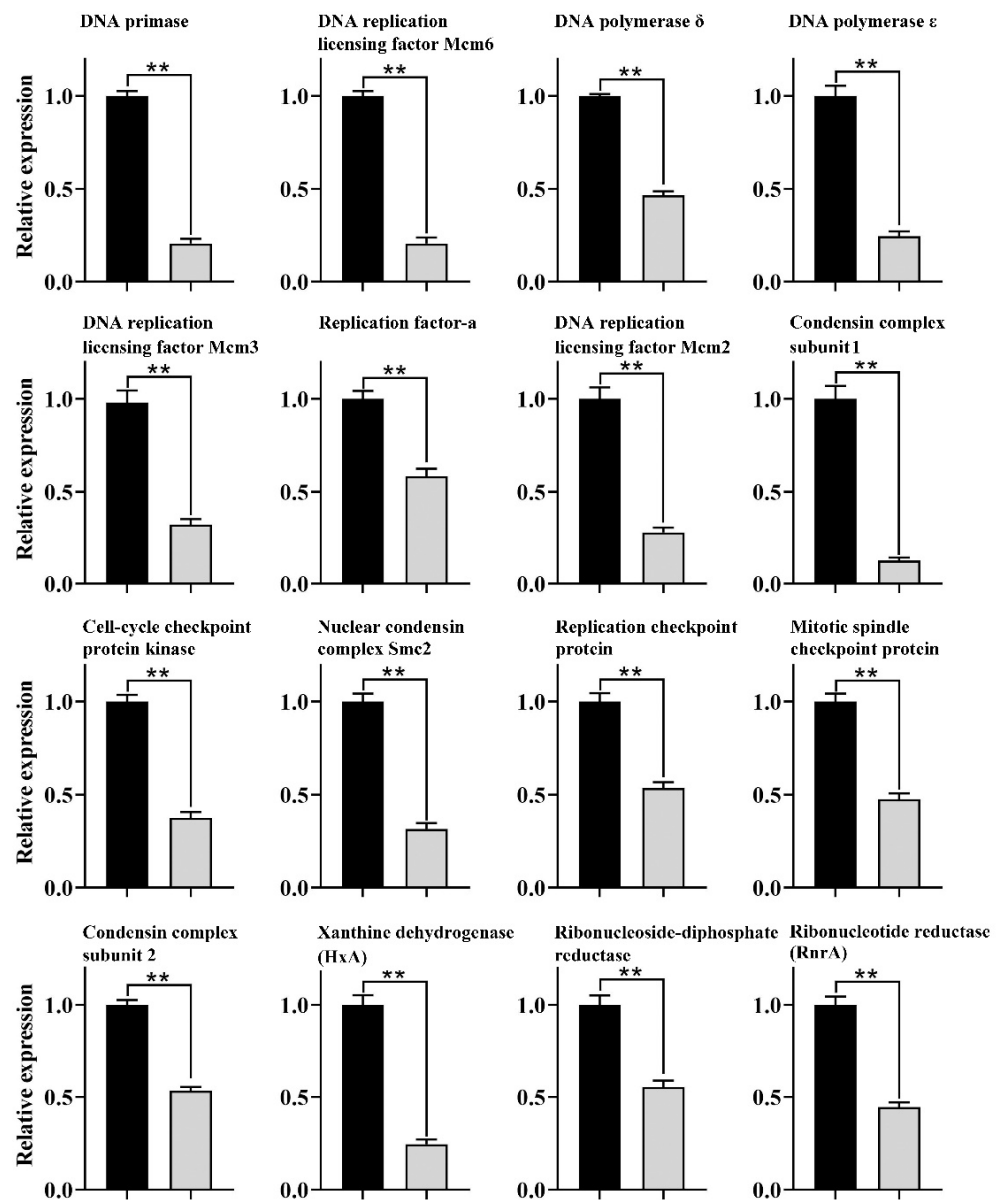 DNA primase
DNA replication
licensing factor Mcm6
DNA polymerase δ
DNA polymerase ε
Relative expression
1.0
0.5
0.0
**
1.0
0.5
0.0
**
1.0
0.5
0.0
**
1.0
0.5
0.0
**
DNA replication
licensing factor Mcm3
Replication factor-a
DNA replication
licensing factor Mcm2
Condensin complex
subunit1
Relative expression
1.0
0.5
0.0
**
1.0
0.5
0.0
**
1.0
0.5
0.0
**
1.0
0.5
0.0
**
Cell-cycle checkpoint
protein kinase
Nuclear condensin
complex Smc2
Replication checkpoint
protein
Mitotic spindle
checkpoint protein
Relative expression
1.0
0.5
0.0
**
1.0
0.5
0.0
**
1.0
0.5
0.0
**
1.0
0.5
0.0
**
Condensin complex
subunit 2
Xanthine dehydrogenase
(HxA)
Ribonucleoside-diphosphate
reductase
Ribonucleotide reductase
(RnrA)
Relative expression
1.0
0.5
0.0
**
1.0
0.5
0.0
**
1.0
0.5
0.0
**
1.0
0.5
0.0
**